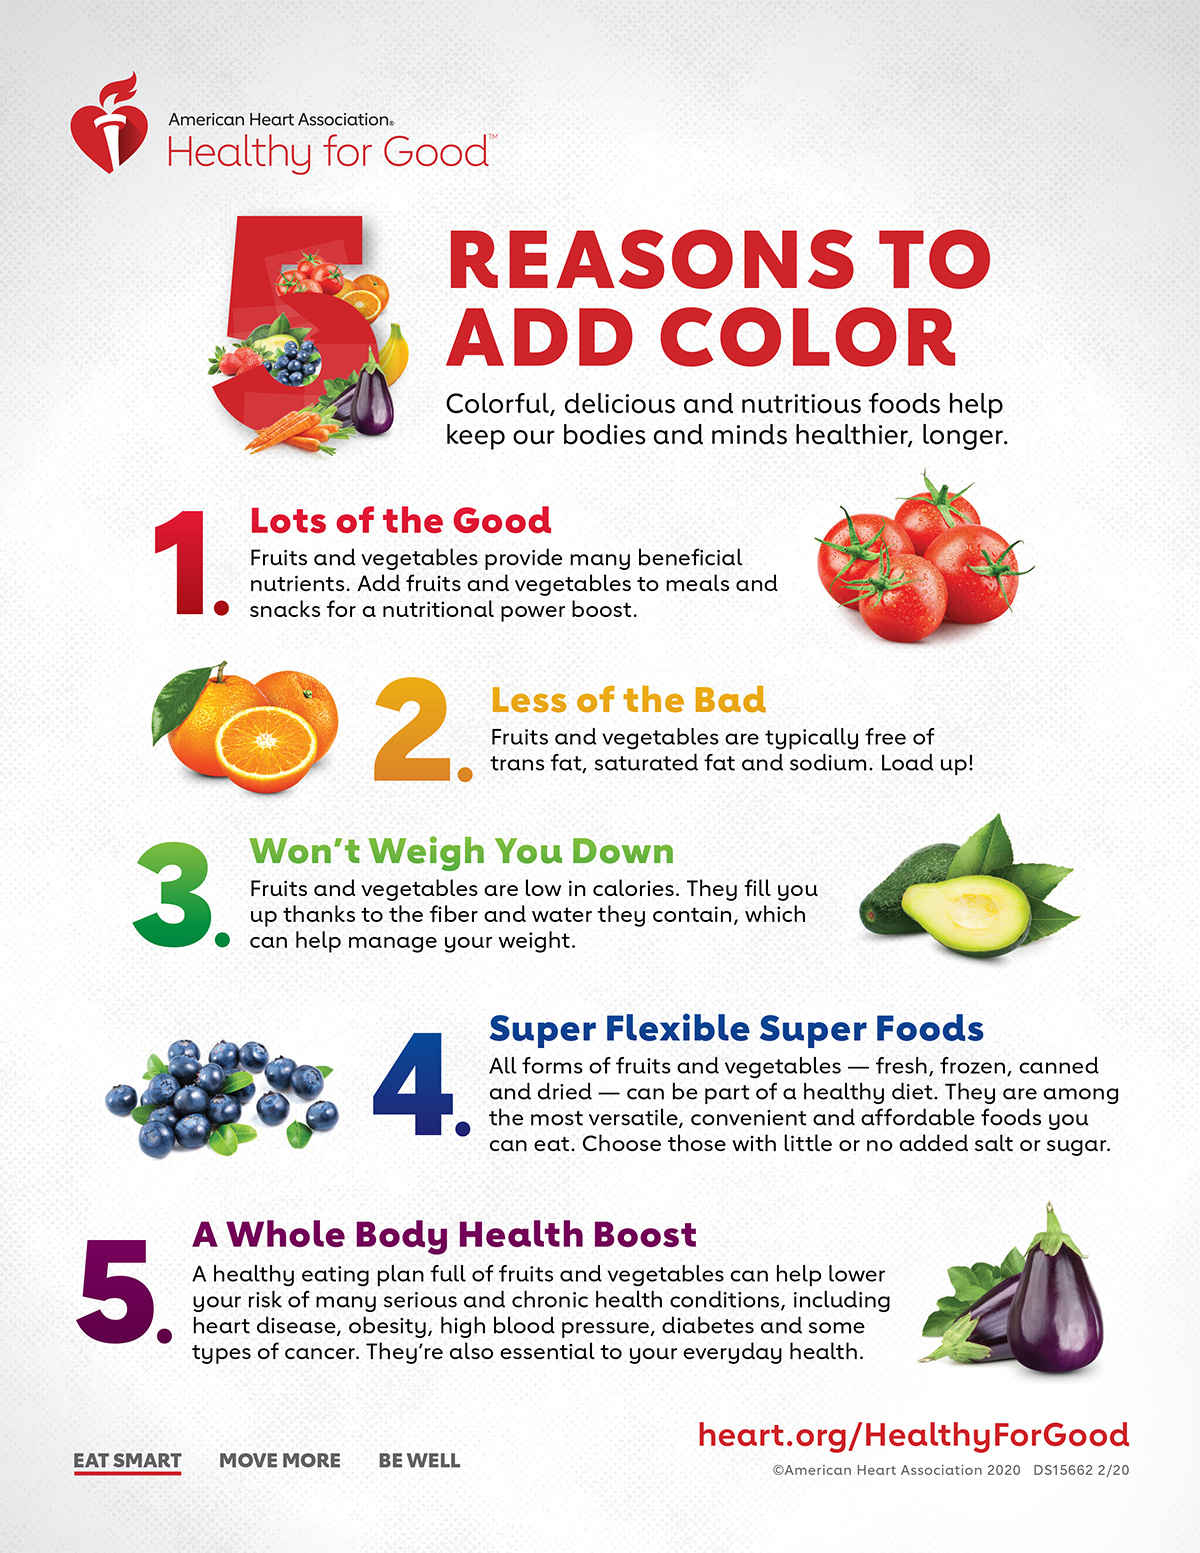 American Heart Association®
Healthy for Good™
5 REASONS TO
ADD COLOR
Colorful, delicious and nutritious foods help
keep our bodies and minds healthier, longer.
1. Lots of the Good
Fruits and vegetables provide many beneficial
nutrients. Add fruits and vegetables to meals and
snacks for a nutritional power boost.
2. Less of the Bad
Fruits and vegetables are typically free of
trans fat, saturated fat and sodium. Load up!
3. Won't Weigh You Down
Fruits and vegetables are low in calories. They fill you
up thanks to the fiber and water they contain, which
can help manage your weight.
4. Super Flexible Super Foods
All forms of fruits and vegetables — fresh, frozen, canned
and dried — can be part of a healthy diet. They are among
the most versatile, convenient and affordable foods you
can eat. Choose those with little or no added salt or sugar.
5. A Whole Body Health Boost
A healthy eating plan full of fruits and vegetables can help lower
your risk of many serious and chronic health conditions, including
heart disease, obesity, high blood pressure, diabetes and some
types of cancer. They're also essential to your everyday health.
heart.org/HealthyForGood
EAT SMART MOVE MORE BE WELL
©American Heart Association 2020 DS15662 2/20